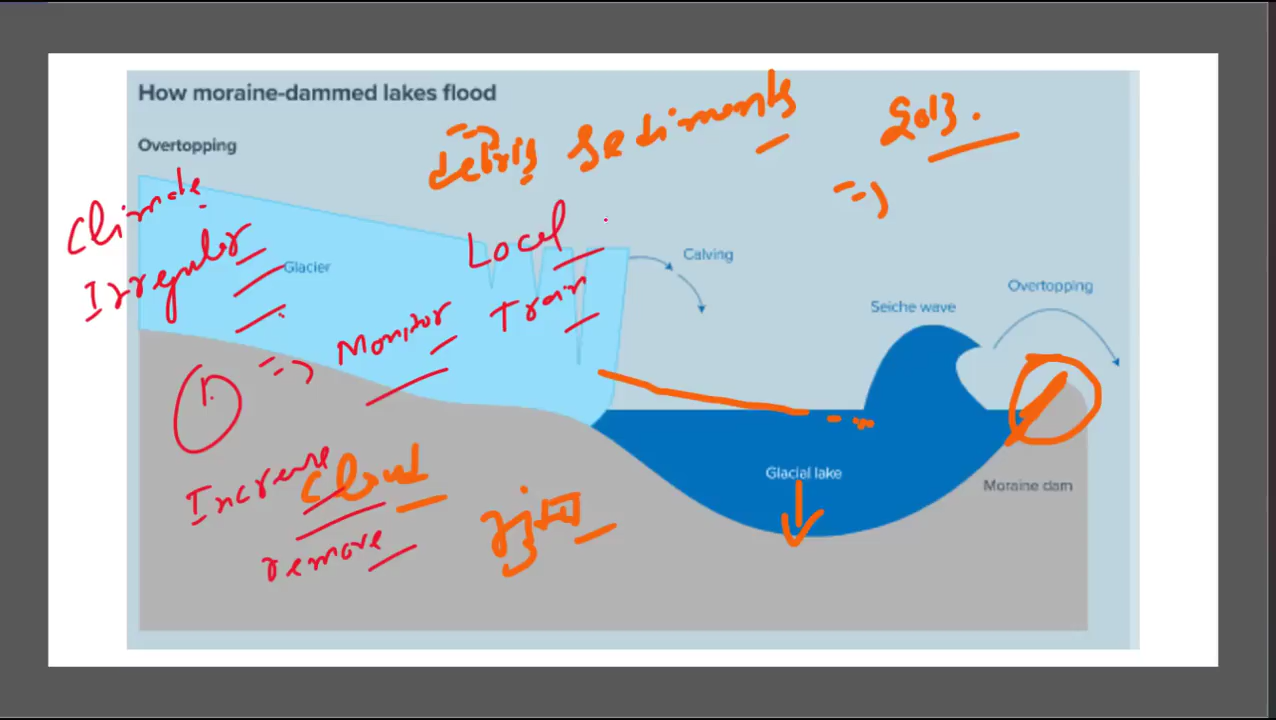 How moraine-dammed lakes flood
Overtopping
debris Sediments
2013.
=>
Climate
Irregular
Glacier
Local
Calving
Overtopping
Seiche wave
Train
=> Monitor
1.
Glacial lake
Moraine dam
Increase
Cloud
remove